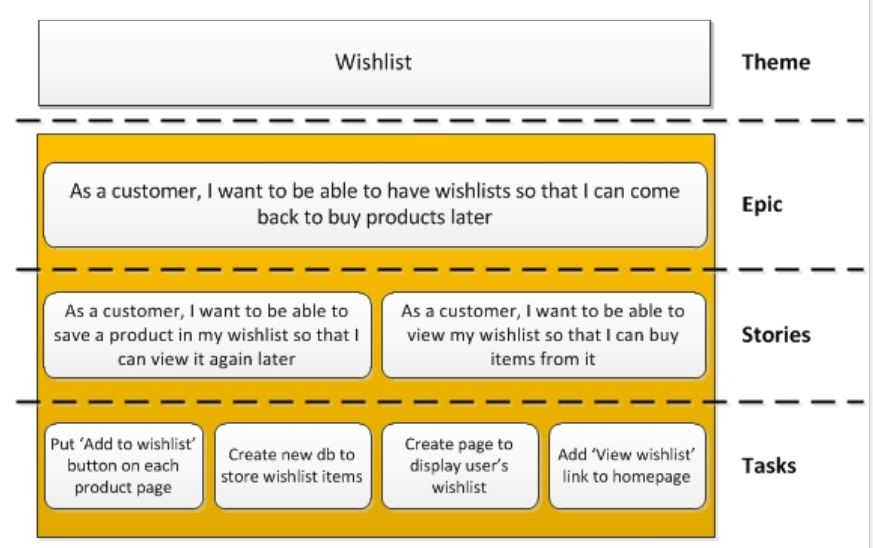 Wishlist
Theme
As a customer, I want to be able to have wishlists so that I can come
back to buy products later
Epic
As a customer, I want to be able to
save a product in my wishlist so that I
can view it again later
As a customer, I want to be able to
view my wishlist so that I can buy
items from it
Stories
Put ‘Add to wishlist’
button on each
product page
Create new db to
store wishlist items
Create page to
display user’s
wishlist
Add ‘View wishlist’
link to homepage
Tasks